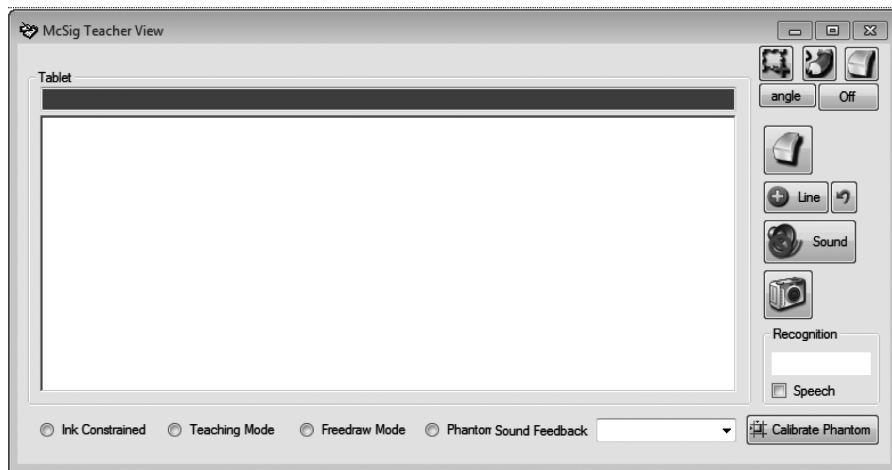 McSig Teacher View
Tablet
angle Off
Line
Sound
Recognition
Speech
Ink Constrained Teaching Mode Freedraw Mode Phantom Sound Feedback Calibrate Phantom